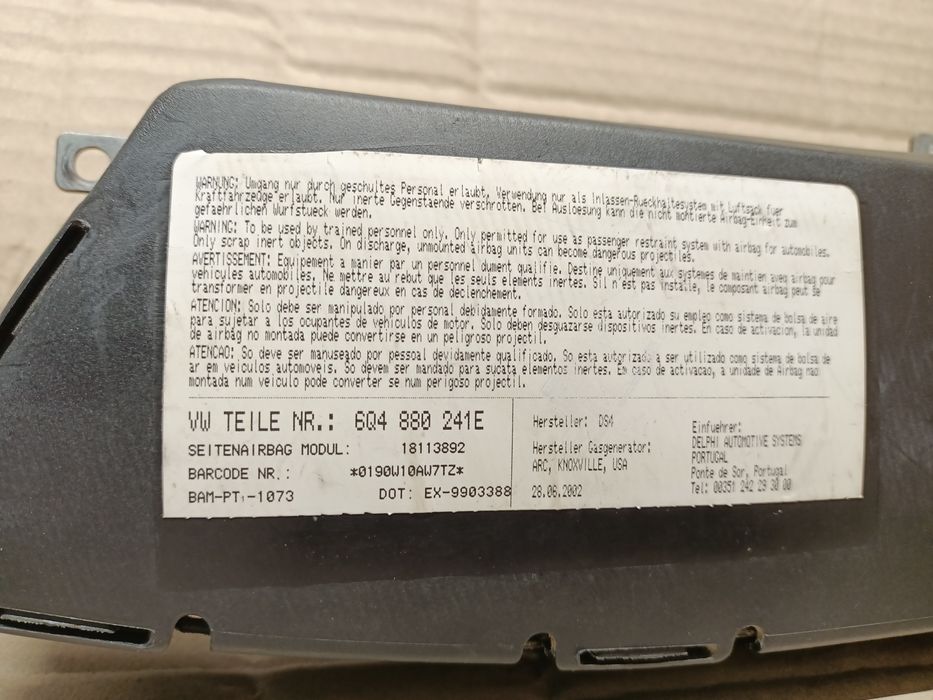 WARNUNG: Umgang nur durch geschultes Personal erlaubt. Verwendung nur als Inlassen-Rueckhaltesystem mit Luftsack fuer
Kraftfahrzeuge erlaubt. Nur inerte Gegenstaende verschrotten. Bei Ausloesung kann die nicht montierte Airbag-Einheit zum
gefaehrlichen Wurfstueck werden.
WARNING: To be used by trained personnel only. Only permitted for use as passenger restraint system with airbag for automobiles.
Only scrap inert objects. On discharge, unmounted airbag units can become dangerous projectiles.
AVERTISSEMENT: Equipement a manier par un personnel dument qualifie. Destine uniquement aux systemes de maintien aveq airbag pour
vehicules automobiles. Ne mettre au rebut que les seuls elements inertes. Sil n'est pas installe, le composant airbag peut se
transformer en projectile dangereux en cas de declenchement.
ATENCION: Solo debe ser manipulado por personal debidamente formado. Solo esta autorizado su empleo como sistema de bolsa de aire
para sujetar a los ocupantes de vehiculos de motor. Solo deben desguazarse dispositivos inertes. En caso de activacion, la unidad
de airbag no montada puede convertirse en un peligroso projectil.
ATENCAO: So deve ser manuseado por pessoal devidamente qualificado. So esta autorizado a ser utilizado como sistema de bolsa de
ar em veiculos automoveis. So devem ser mandado para sucata elementos inertes. Em caso de activacao, a unidade de Airbag nao
montada num veiculo pode converter se num perigoso projectil.
VW TEILE NR.: 6Q4 880 241E
SEITENAIRBAG MODUL: 18113892
BARCODE NR.: *0190W10AW7TZ*
BAM-PT₁-1073 DOT: EX-9903388
Hersteller: DS4
Hersteller Gasgenerator:
ARC, KNOXVILLE, USA
28.06.2002
Einfuehrer:
DELPHI AUTOMOTIVE SYSTEMS
PORTUGAL
Ponte de Sor, Portugal
Tel: 00351 242 29 30 00